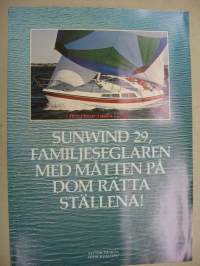 SUNWIND 29,
FAMILJESEGLAREN
MED MÅTTEN PÅ
DOM RÄTTA
STÄLLENA!